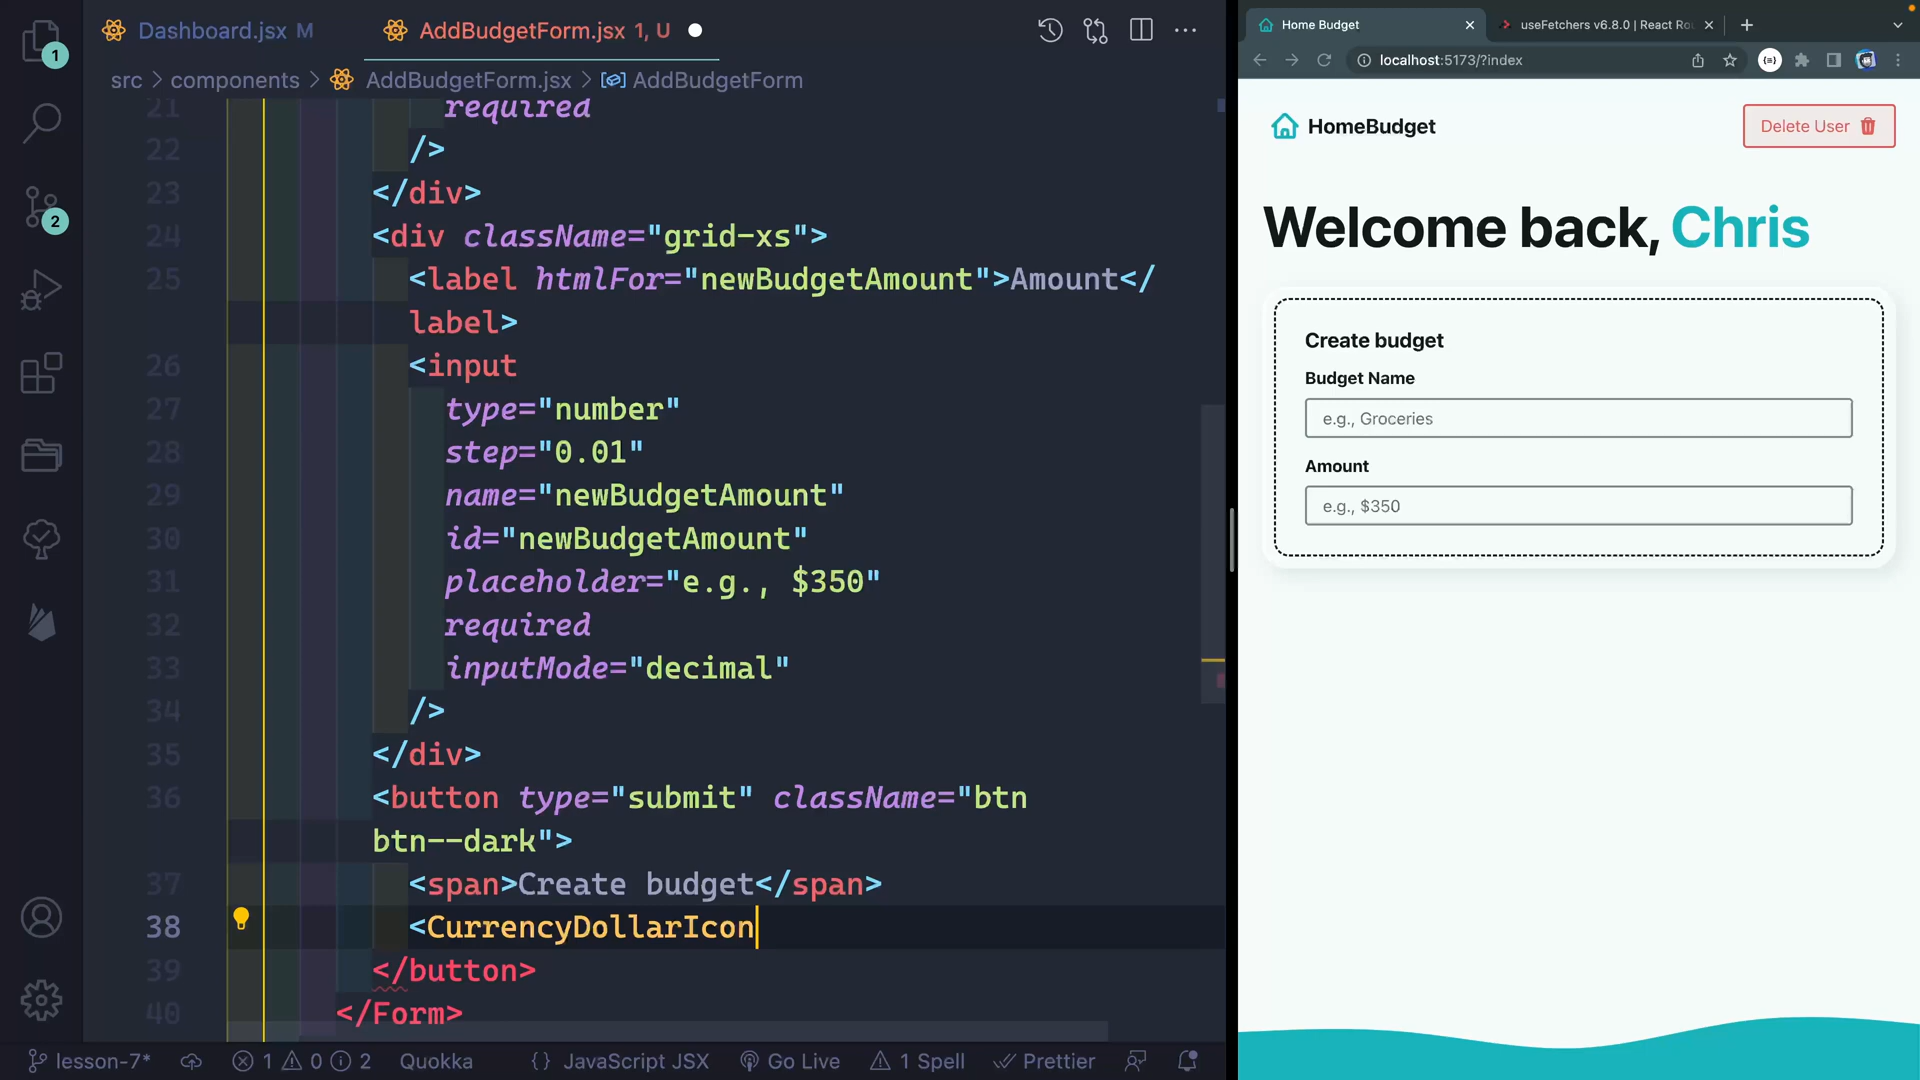 Dashboard.jsx M
AddBudgetForm.jsx 1, U
src > components > AddBudgetForm.jsx > AddBudgetForm
21 required
22 />
23 </div>
24 <div className="grid-xs">
25 <label htmlFor="newBudgetAmount">Amount</
label>
26 <input
27 type="number"
28 step="0.01"
29 name="newBudgetAmount"
30 id="newBudgetAmount"
31 placeholder="e.g., $350"
32 required
33 inputMode="decimal"
34 />
35 </div>
36 <button type="submit" className="btn
btn--dark">
37 <span>Create budget</span>
38 <CurrencyDollarIcon
39 </button>
40 </Form>
1
2
lesson-7* 1 0 2 Quokka {} JavaScript JSX Go Live 1 Spell Prettier
Home Budget
useFetchers v6.8.0 | React Ro
localhost:5173/?index
HomeBudget
Delete User
Welcome back, Chris
Create budget
Budget Name
e.g., Groceries
Amount
e.g., $350